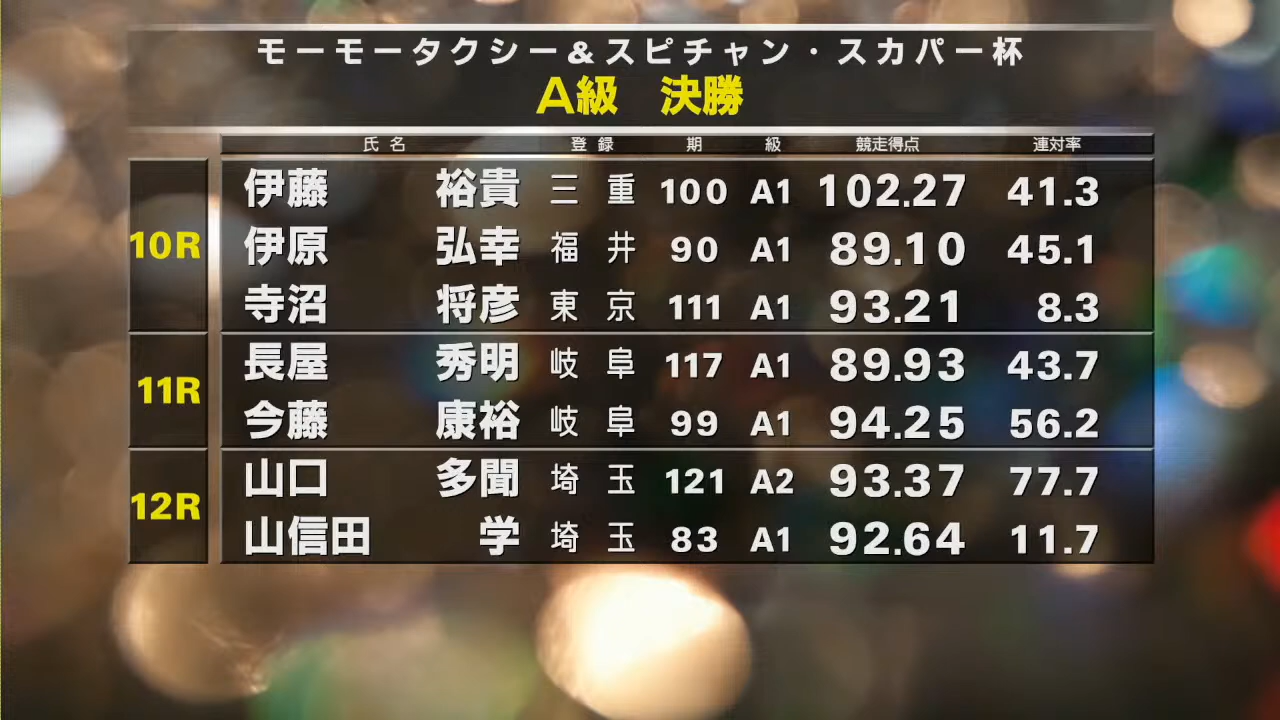 モーモータクシー&スピチャン・スカパー杯
A級 決勝
氏名 登録 期 級 競走得点 連対率
10R
伊藤 裕貴 三重 100 A1 102.27 41.3
伊原 弘幸 福井 90 A1 89.10 45.1
寺沼 将彦 東京 111 A1 93.21 8.3
11R
長屋 秀明 岐阜 117 A1 89.93 43.7
今藤 康裕 岐阜 99 A1 94.25 56.2
12R
山口 多聞 埼玉 121 A2 93.37 77.7
山信田 学 埼玉 83 A1 92.64 11.7